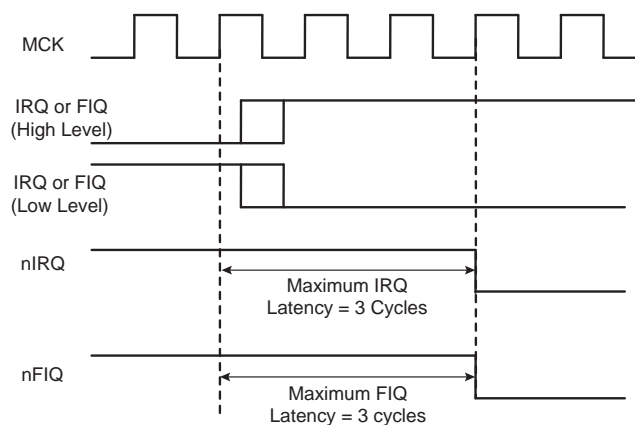 MCK
IRQ or FIQ
(High Level)
IRQ or FIQ
(Low Level)
nIRQ
Maximum IRQ
Latency = 3 Cycles
nFIQ
Maximum FIQ
Latency = 3 cycles